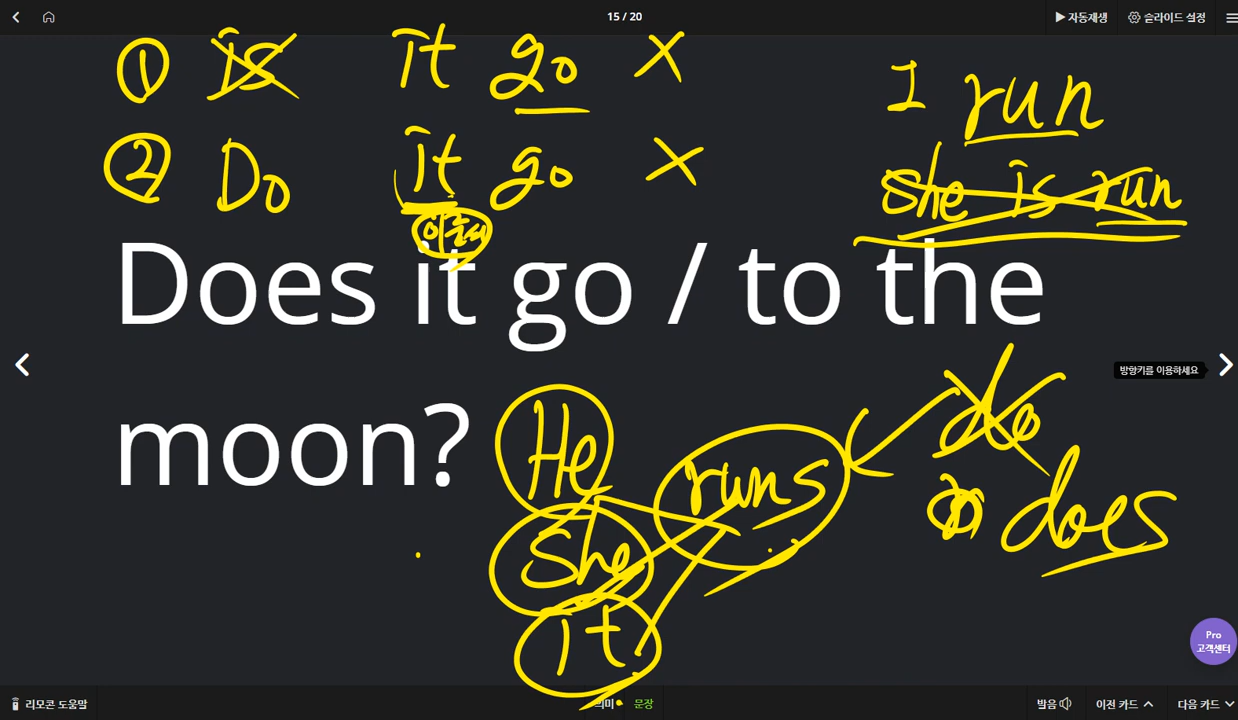 15 / 20
자동재생
슬라이드 설정
① is it go X
② Do it go X
I run
she is run
Does it go / to the
moon?
방향키를 이용하세요
He
She
it
runs
do
does
Pro
고객센터
리모콘 도움말
의미
문장
발음
이전 카드
다음 카드